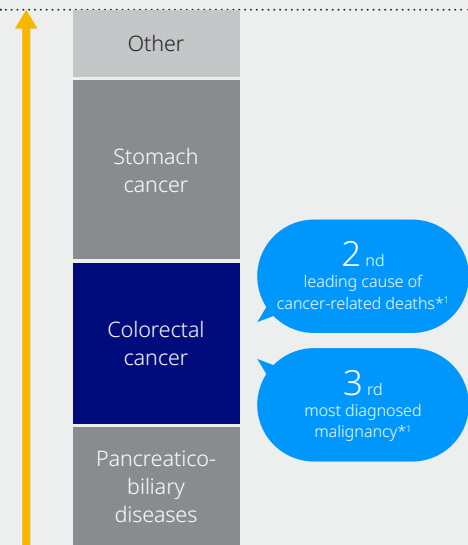 Other
Stomach
cancer
2 nd
leading cause of
cancer-related deaths*1
Colorectal
cancer
3 rd
most diagnosed
malignancy*1
Pancreatico-
biliary
diseases